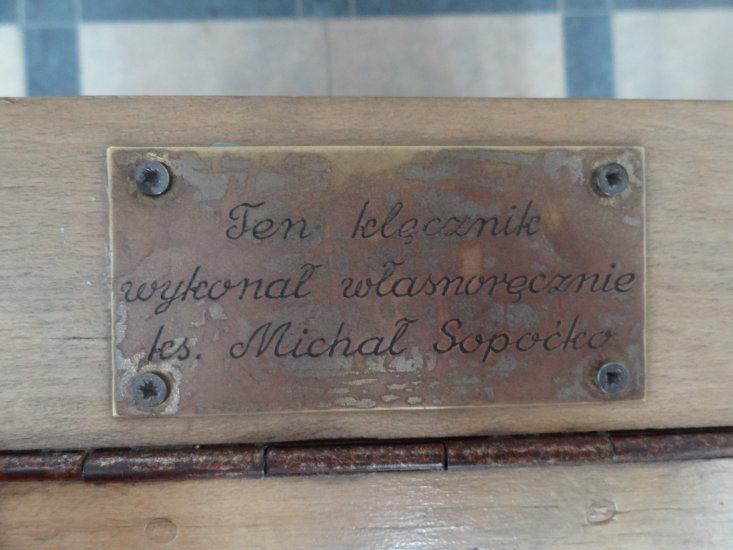 Ten klęcznik
wykonał własnoręcznie
ks. Michał Sopoćko